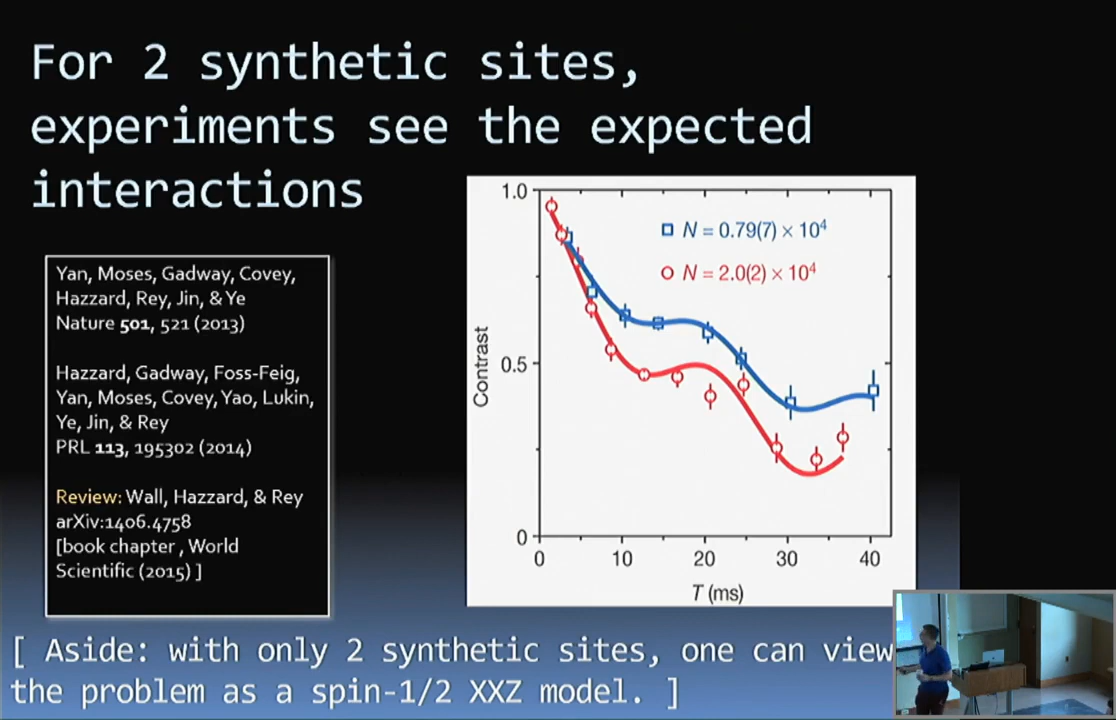 For 2 synthetic sites,
experiments see the expected
interactions
Yan, Moses, Gadway, Covey,
Hazzard, Rey, Jin, & Ye
Nature 501, 521 (2013)
Hazzard, Gadway, Foss-Feig,
Yan, Moses, Covey, Yao, Lukin,
Ye, Jin, & Rey
PRL 113, 195302 (2014)
Review: Wall, Hazzard, & Rey
arXiv:1406.4758
[book chapter , World
Scientific (2015) ]
1.0
N = 0.79(7) × 10⁴
N = 2.0(2) × 10⁴
Contrast
0.5
0
0 10 20 30 40
T (ms)
[ Aside: with only 2 synthetic sites, one can view
the problem as a spin-1/2 XXZ model. ]